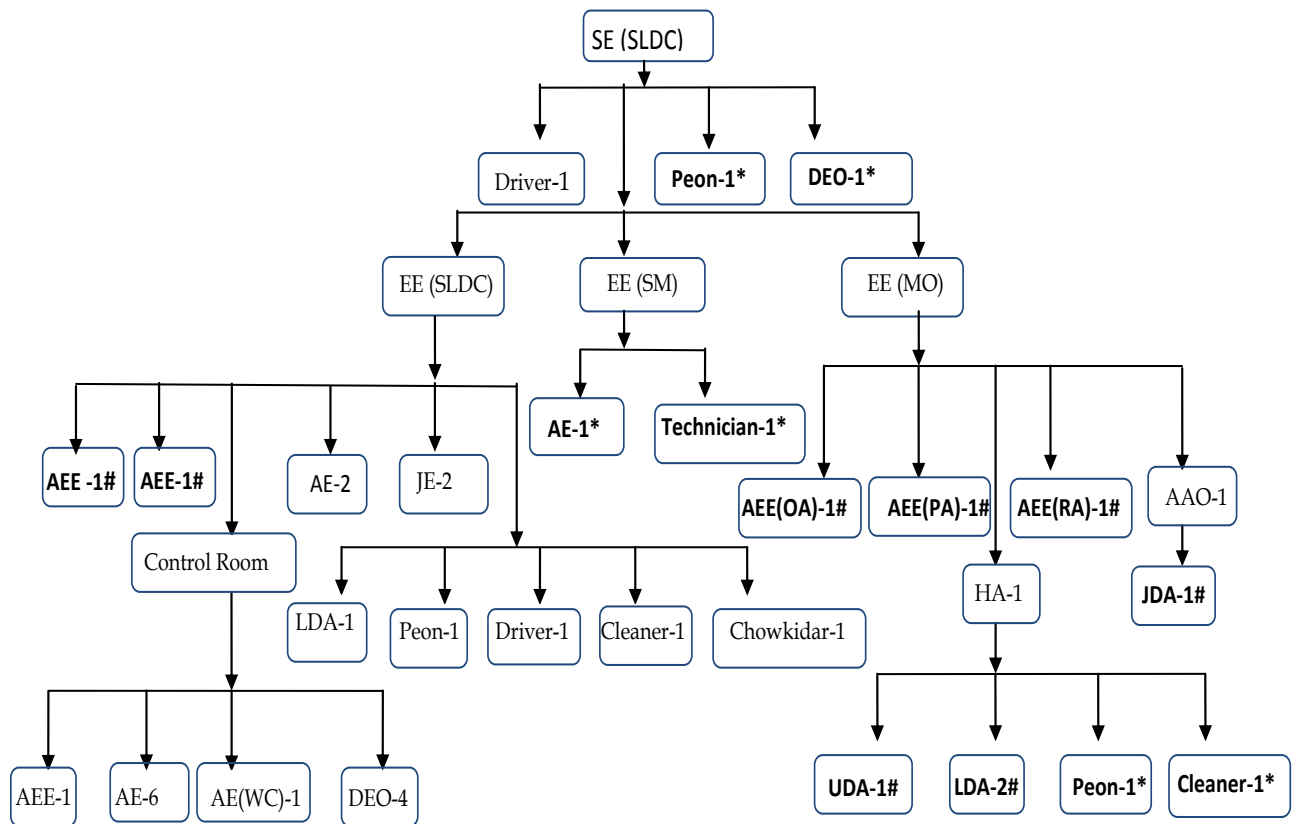 SE (SLDC)
Driver-1
Peon-1*
DEO-1*
EE (SLDC)
EE (SM)
EE (MO)
AE-1*
Technician-1*
AEE -1#
AEE-1#
AE-2
JE-2
AEE(OA)-1#
AEE(PA)-1#
AEE(RA)-1#
AAO-1
Control Room
HA-1
JDA-1#
LDA-1
Peon-1
Driver-1
Cleaner-1
Chowkidar-1
AEE-1
AE-6
AE(WC)-1
DEO-4
UDA-1#
LDA-2#
Peon-1*
Cleaner-1*